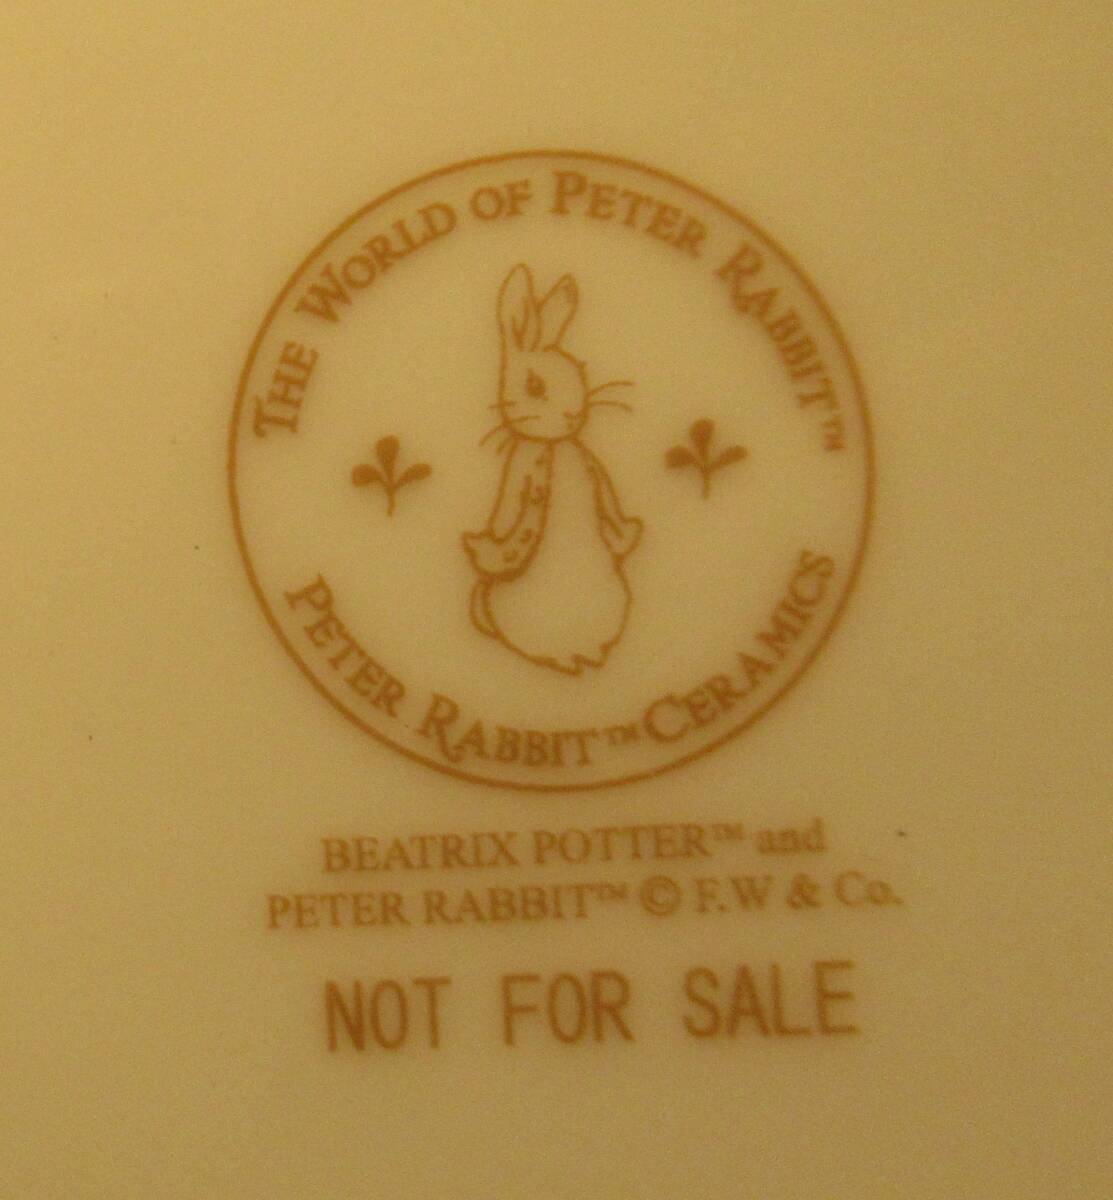 THE WORLD OF PETER RABBIT™
PETER RABBIT™ CERAMICS
BEATRIX POTTER™ and
PETER RABBIT™ © F.W & Co.
NOT FOR SALE